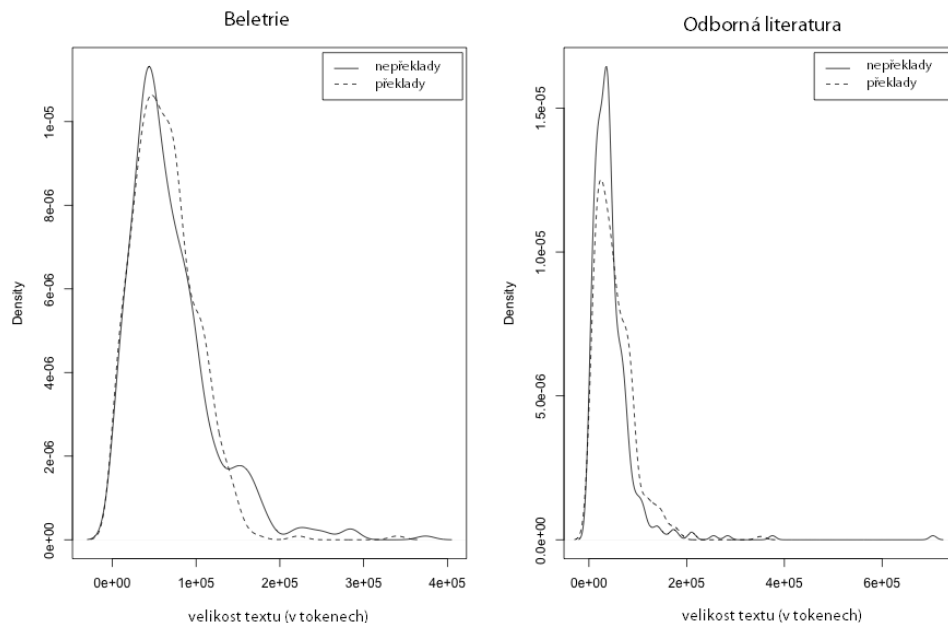 Beletrie
nepřeklady
překlady
Density
0e+00
2e-06
4e-06
6e-06
8e-06
1e-05
0e+00
1e+05
2e+05
3e+05
4e+05
velikost textu (v tokenech)
Odborná literatura
nepřeklady
překlady
Density
0.0e+00
5.0e-06
1.0e-05
1.5e-05
0e+00
2e+05
4e+05
6e+05
velikost textu (v tokenech)